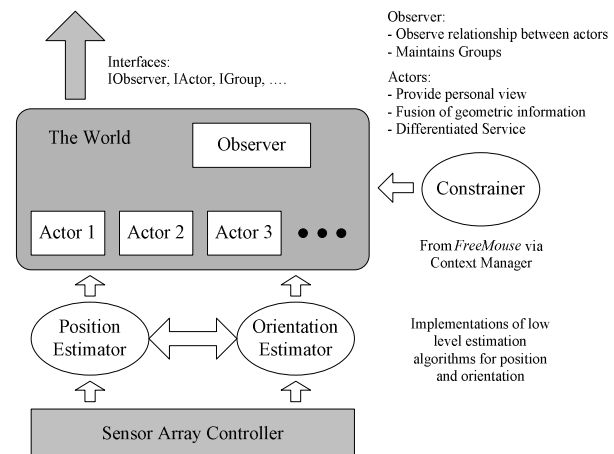 Interfaces:
IObserver, IActor, IGroup, ….
Observer:
- Observe relationship between actors
- Maintains Groups
Actors:
- Provide personal view
- Fusion of geometric information
- Differentiated Service
The World
Observer
Actor 1
Actor 2
Actor 3
Constrainer
From FreeMouse via
Context Manager
Position
Estimator
Orientation
Estimator
Implementations of low
level estimation
algorithms for position
and orientation
Sensor Array Controller